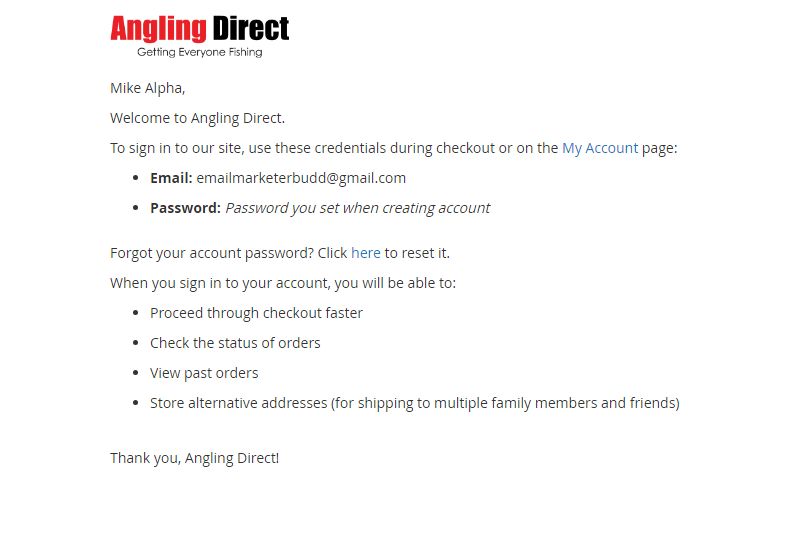 Angling Direct
Getting Everyone Fishing
Mike Alpha,
Welcome to Angling Direct.
To sign in to our site, use these credentials during checkout or on the My Account page:
• Email: emailmarketerbudd@gmail.com
• Password: Password you set when creating account
Forgot your account password? Click here to reset it.
When you sign in to your account, you will be able to:
• Proceed through checkout faster
• Check the status of orders
• View past orders
• Store alternative addresses (for shipping to multiple family members and friends)
Thank you, Angling Direct!